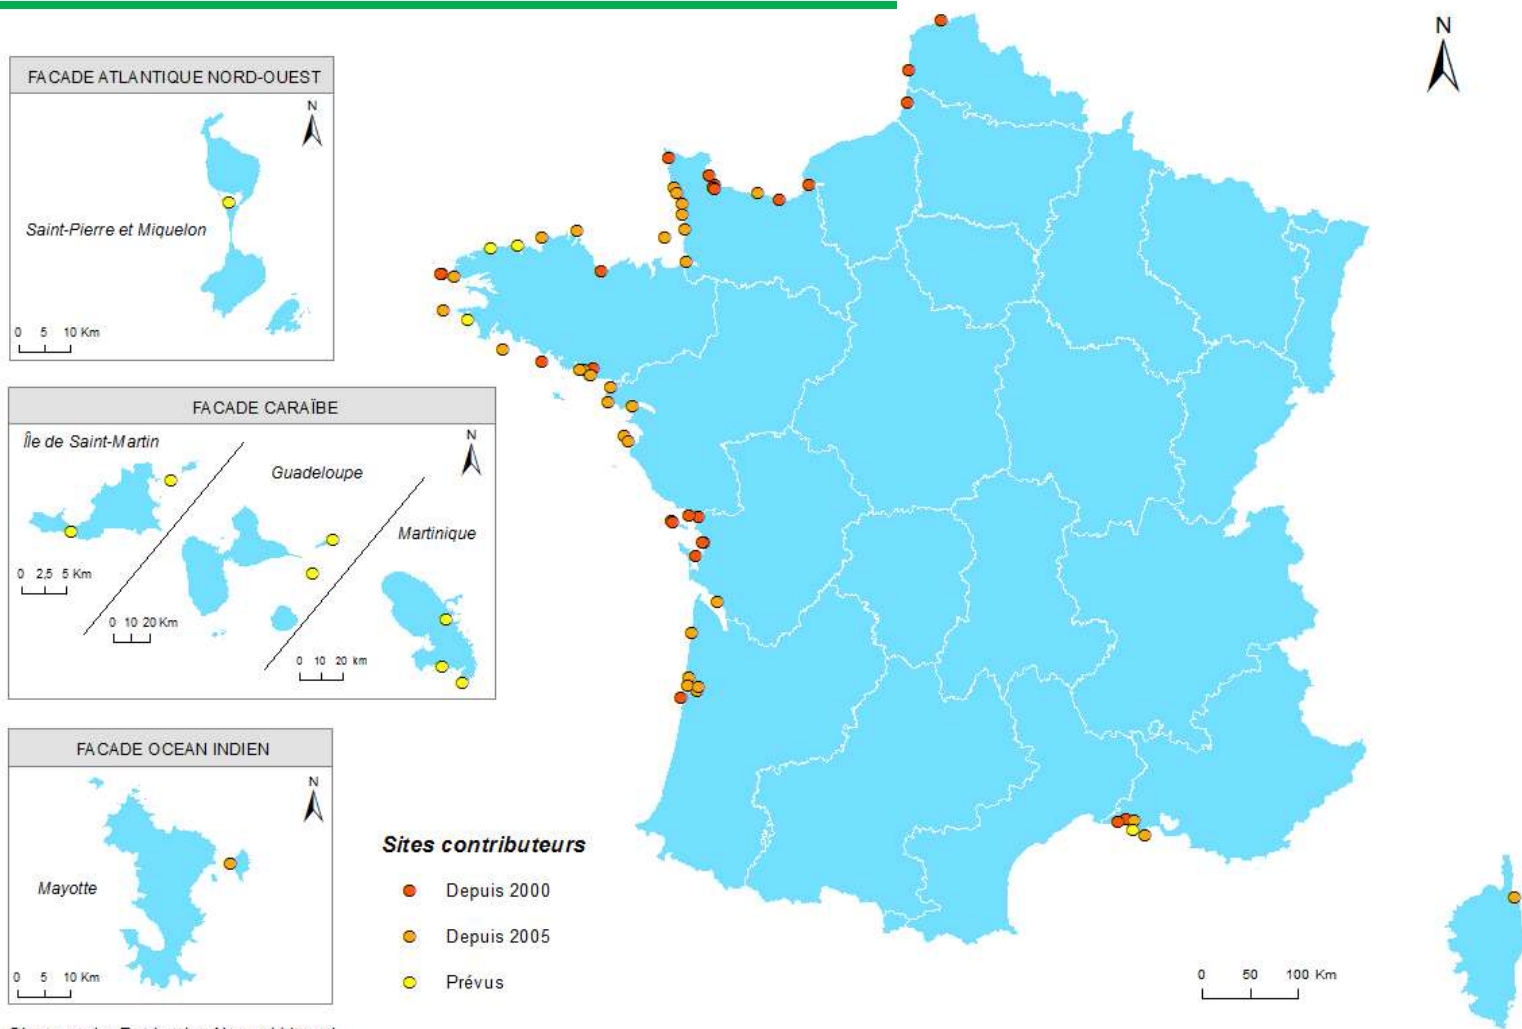 N
FACADE ATLANTIQUE NORD-OUEST
N
Saint-Pierre et Miquelon
0 5 10 Km
FACADE CARAÏBE
Île de Saint-Martin
N
Guadeloupe
Martinique
0 2,5 5 Km
0 10 20 Km
0 10 20 km
FACADE OCEAN INDIEN
N
Mayotte
0 5 10 Km
Sites contributeurs
Depuis 2000
Depuis 2005
Prévus
0 50 100 Km